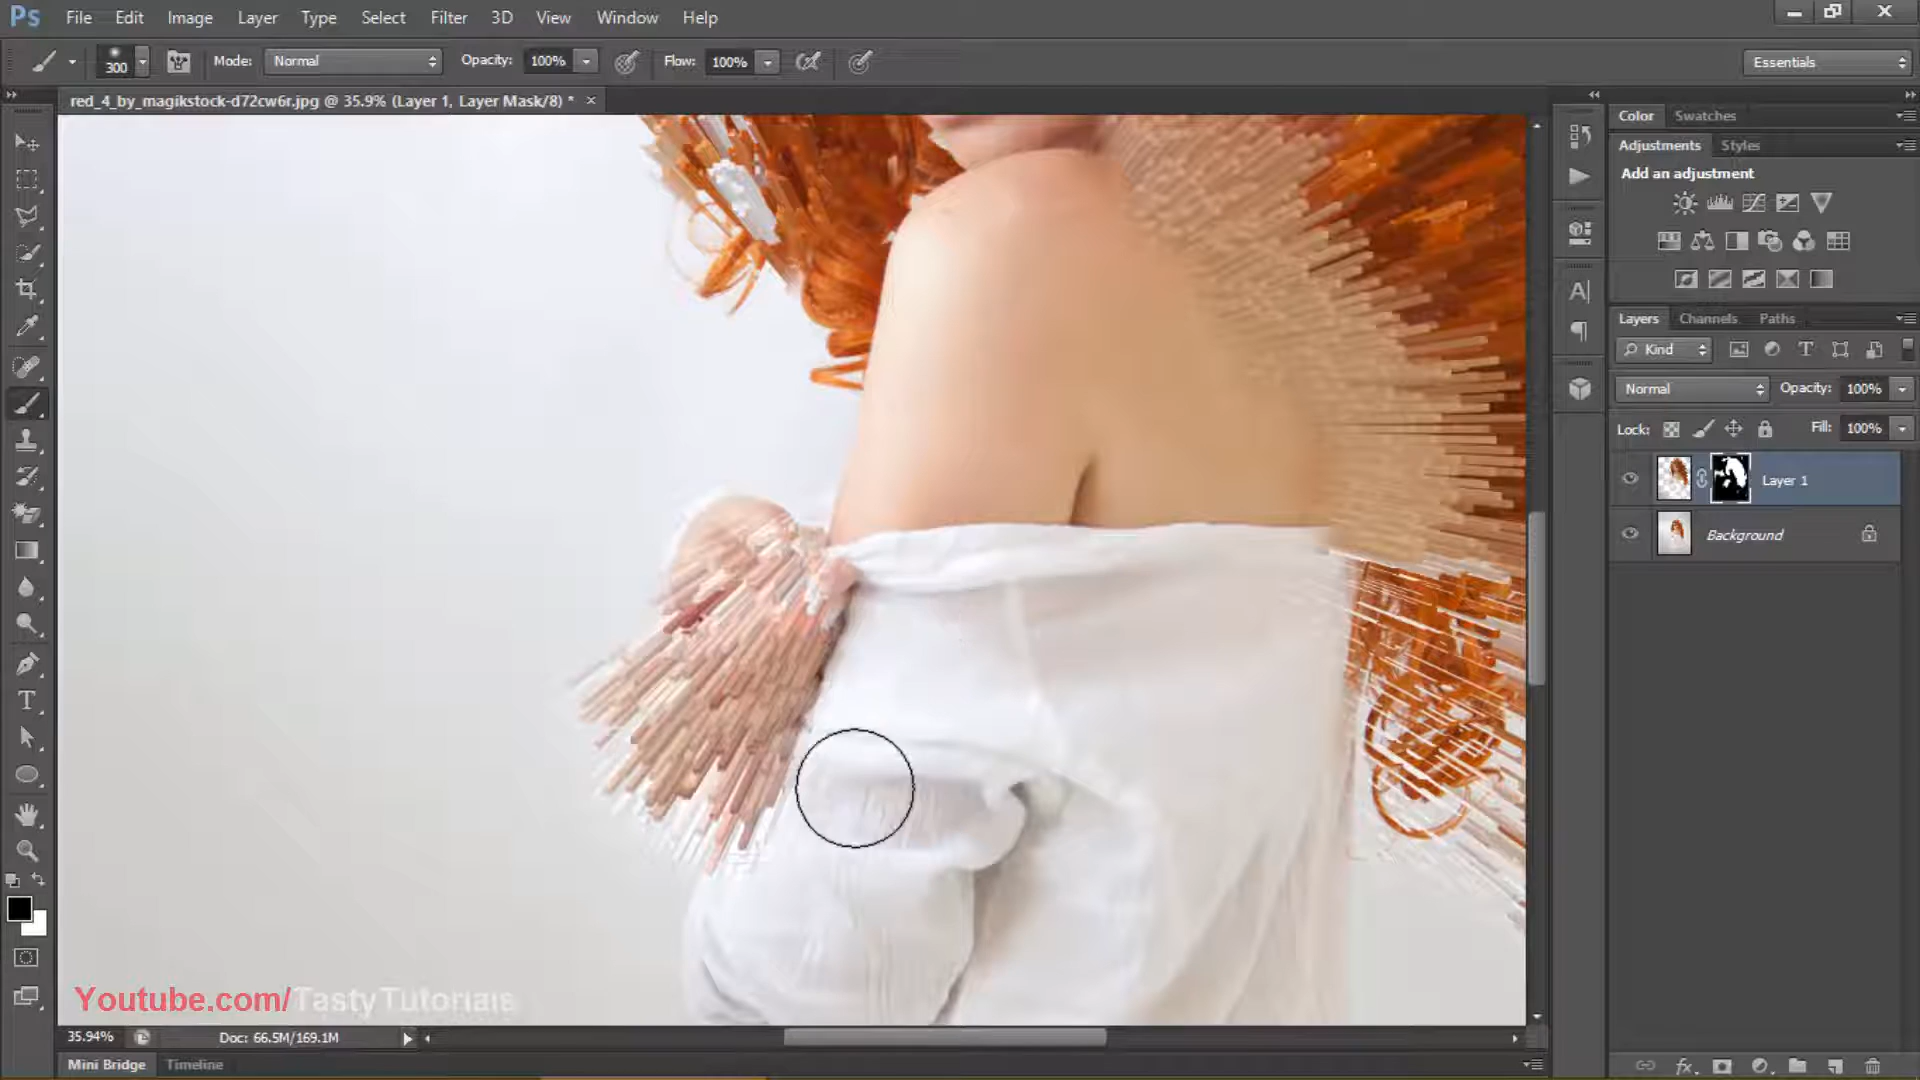 Ps File Edit Image Layer Type Select Filter 3D View Window Help
300 Mode: Normal Opacity: 100% Flow: 100% Essentials
red_4_by_magikstock-d72cw6r.jpg @ 35.9% (Layer 1, Layer Mask/8) * ×
Color Swatches
Adjustments Styles
Add an adjustment
Layers Channels Paths
Kind
Normal Opacity: 100%
Lock: Fill: 100%
Layer 1
Background
Youtube.com/TastyTutorials
35.94% Doc: 66.5M/169.1M
Mini Bridge Timeline
fx